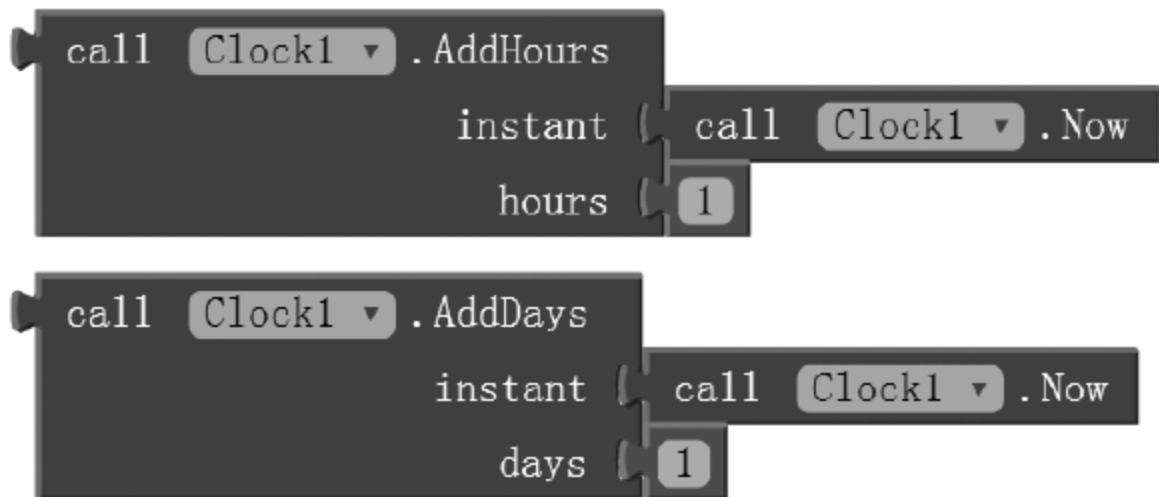 call Clock1 .AddHours
instant call Clock1 .Now
hours 1
call Clock1 .AddDays
instant call Clock1 .Now
days 1